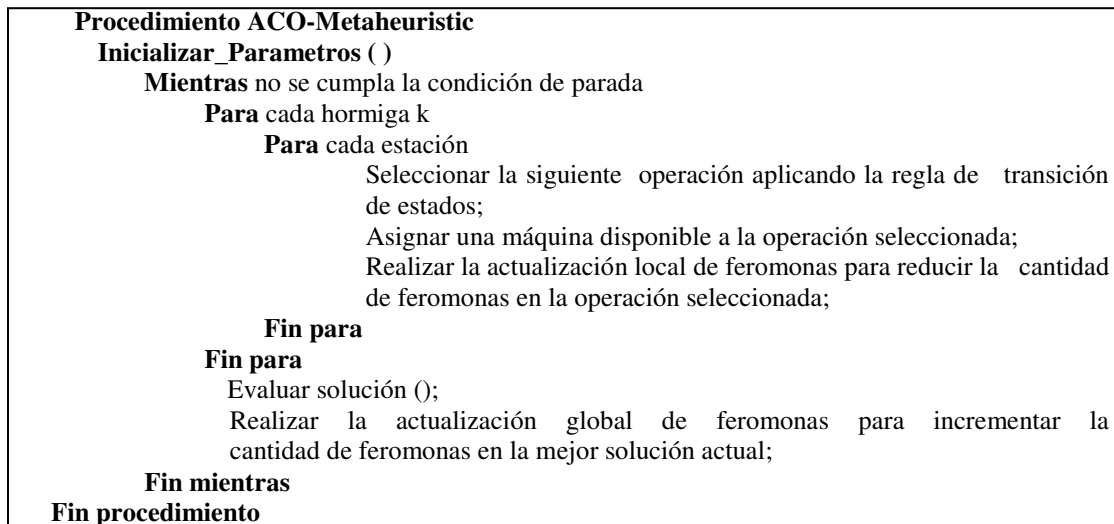 Procedimiento ACO-Metaheuristic
Inicializar_Parametros ( )
Mientras no se cumpla la condición de parada
Para cada hormiga k
Para cada estación
Seleccionar la siguiente operación aplicando la regla de transición
de estados;
Asignar una máquina disponible a la operación seleccionada;
Realizar la actualización local de feromonas para reducir la cantidad
de feromonas en la operación seleccionada;
Fin para
Fin para
Evaluar solución ();
Realizar la actualización global de feromonas para incrementar la
cantidad de feromonas en la mejor solución actual;
Fin mientras
Fin procedimiento